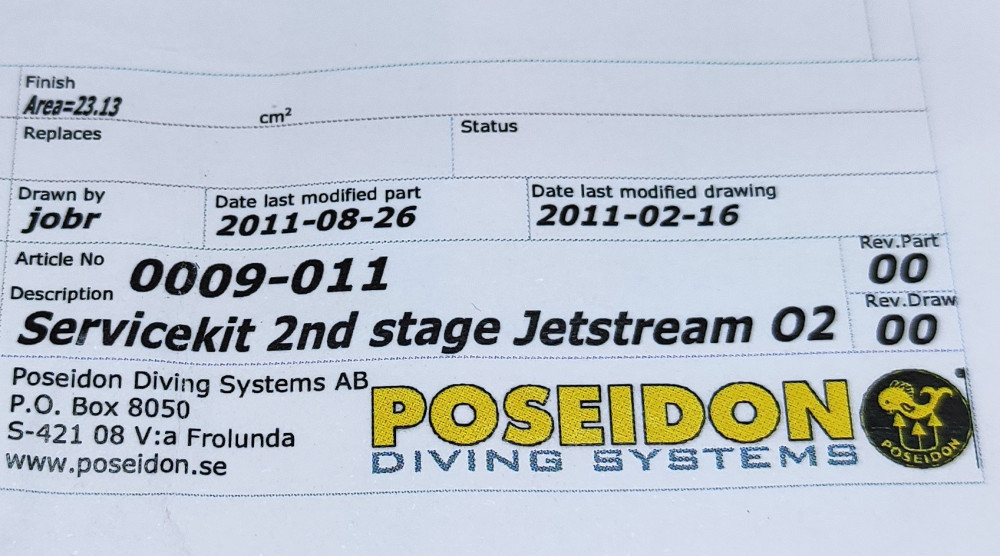 Finish
Area=23.13 cm²
Replaces
Status
Drawn by
jobr
Date last modified part
2011-08-26
Date last modified drawing
2011-02-16
Article No 0009-011
Rev.Part
00
Description
Servicekit 2nd stage Jetstream O2
Rev.Draw
00
Poseidon Diving Systems AB
P.O. Box 8050
S-421 08 V:a Frolunda
www.poseidon.se
POSEIDON
DIVING SYSTEMS
POSEIDON